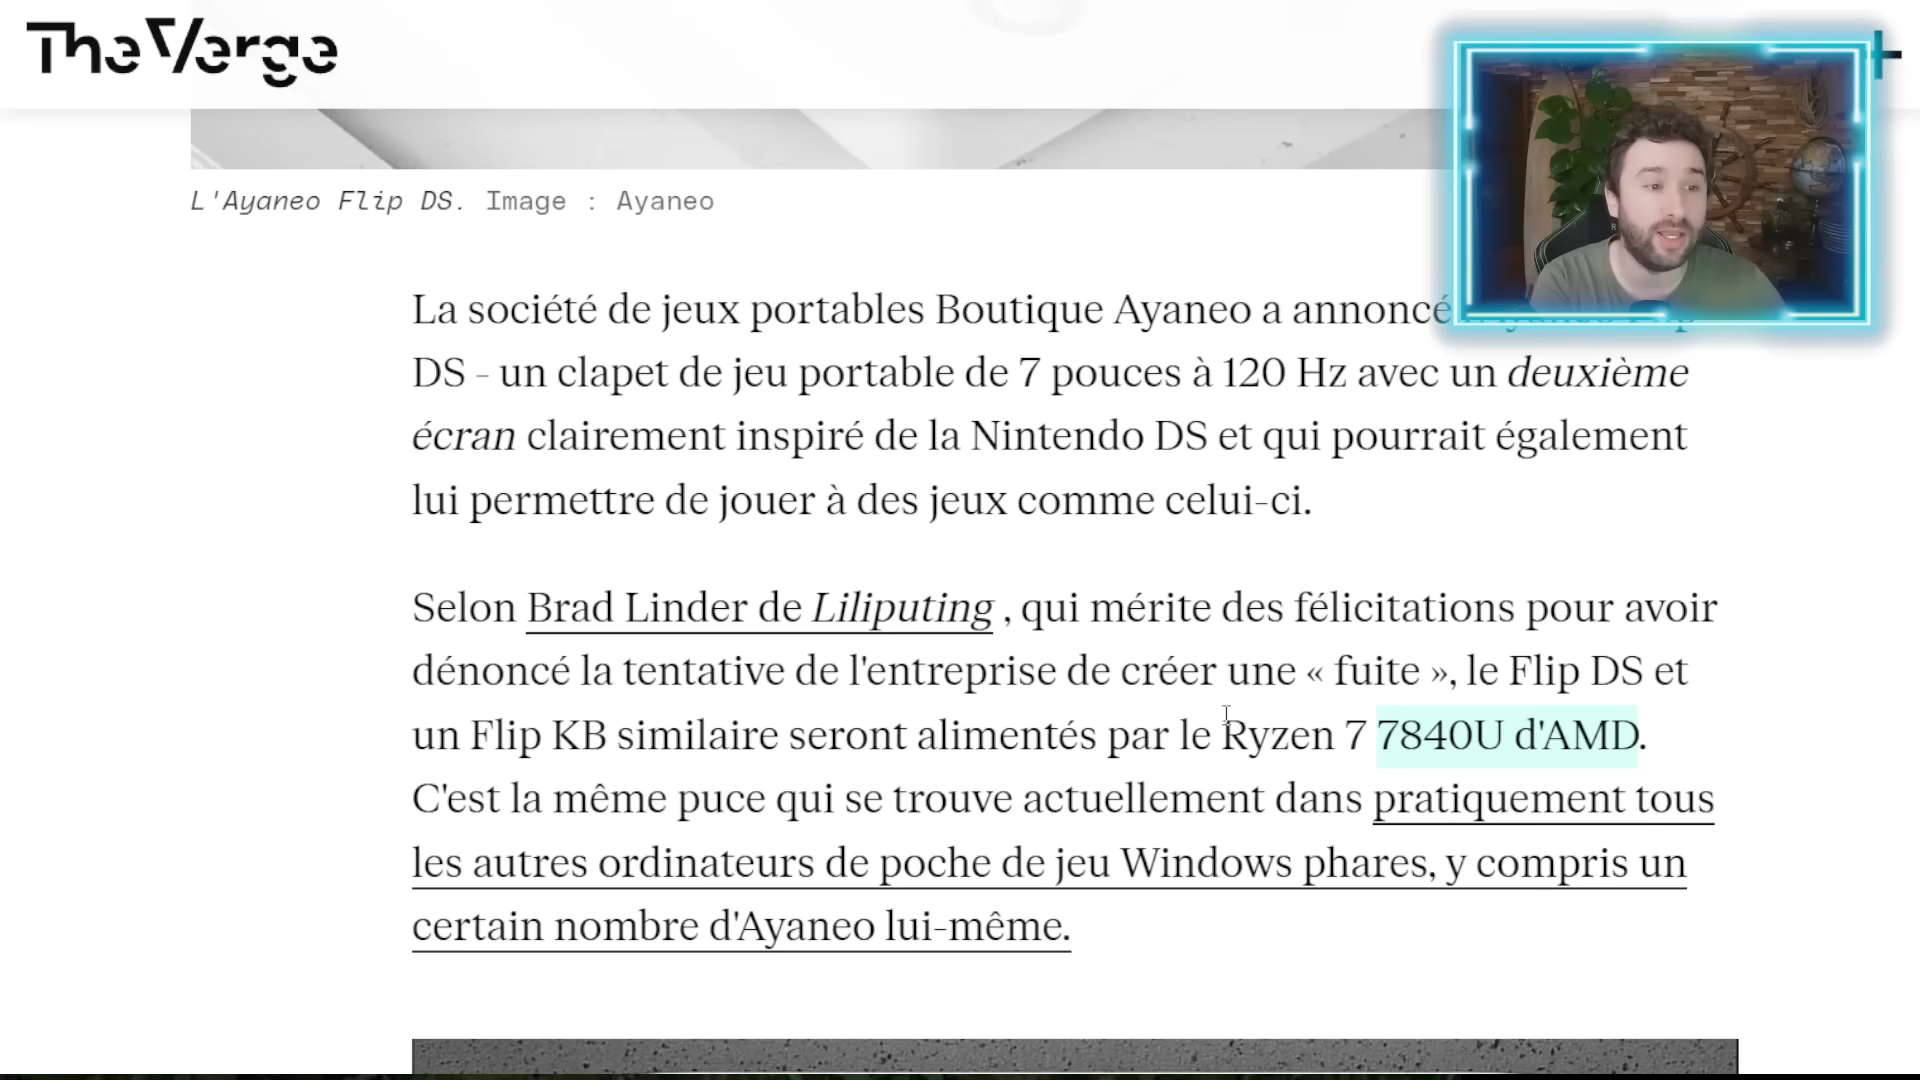 The Verge
L'Ayaneo Flip DS. Image : Ayaneo
La société de jeux portables Boutique Ayaneo a annoncé
DS - un clapet de jeu portable de 7 pouces à 120 Hz avec un deuxième
écran clairement inspiré de la Nintendo DS et qui pourrait également
lui permettre de jouer à des jeux comme celui-ci.
Selon Brad Linder de Liliputing , qui mérite des félicitations pour avoir
dénoncé la tentative de l'entreprise de créer une « fuite », le Flip DS et
un Flip KB similaire seront alimentés par le Ryzen 7 7840U d'AMD.
C'est la même puce qui se trouve actuellement dans pratiquement tous
les autres ordinateurs de poche de jeu Windows phares, y compris un
certain nombre d'Ayaneo lui-même.